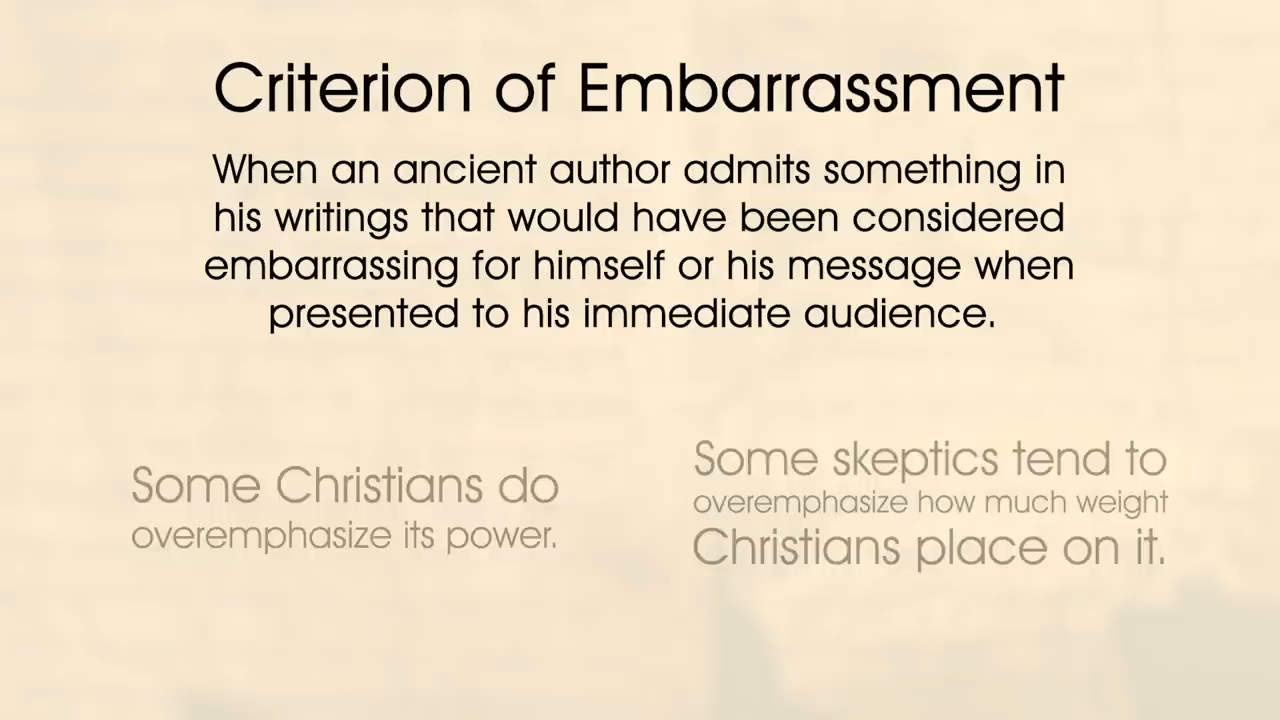 Criterion of Embarrassment
When an ancient author admits something in
his writings that would have been considered
embarrassing for himself or his message when
presented to his immediate audience.
Some Christians do
overemphasize its power.
Some skeptics tend to
overemphasize how much weight
Christians place on it.